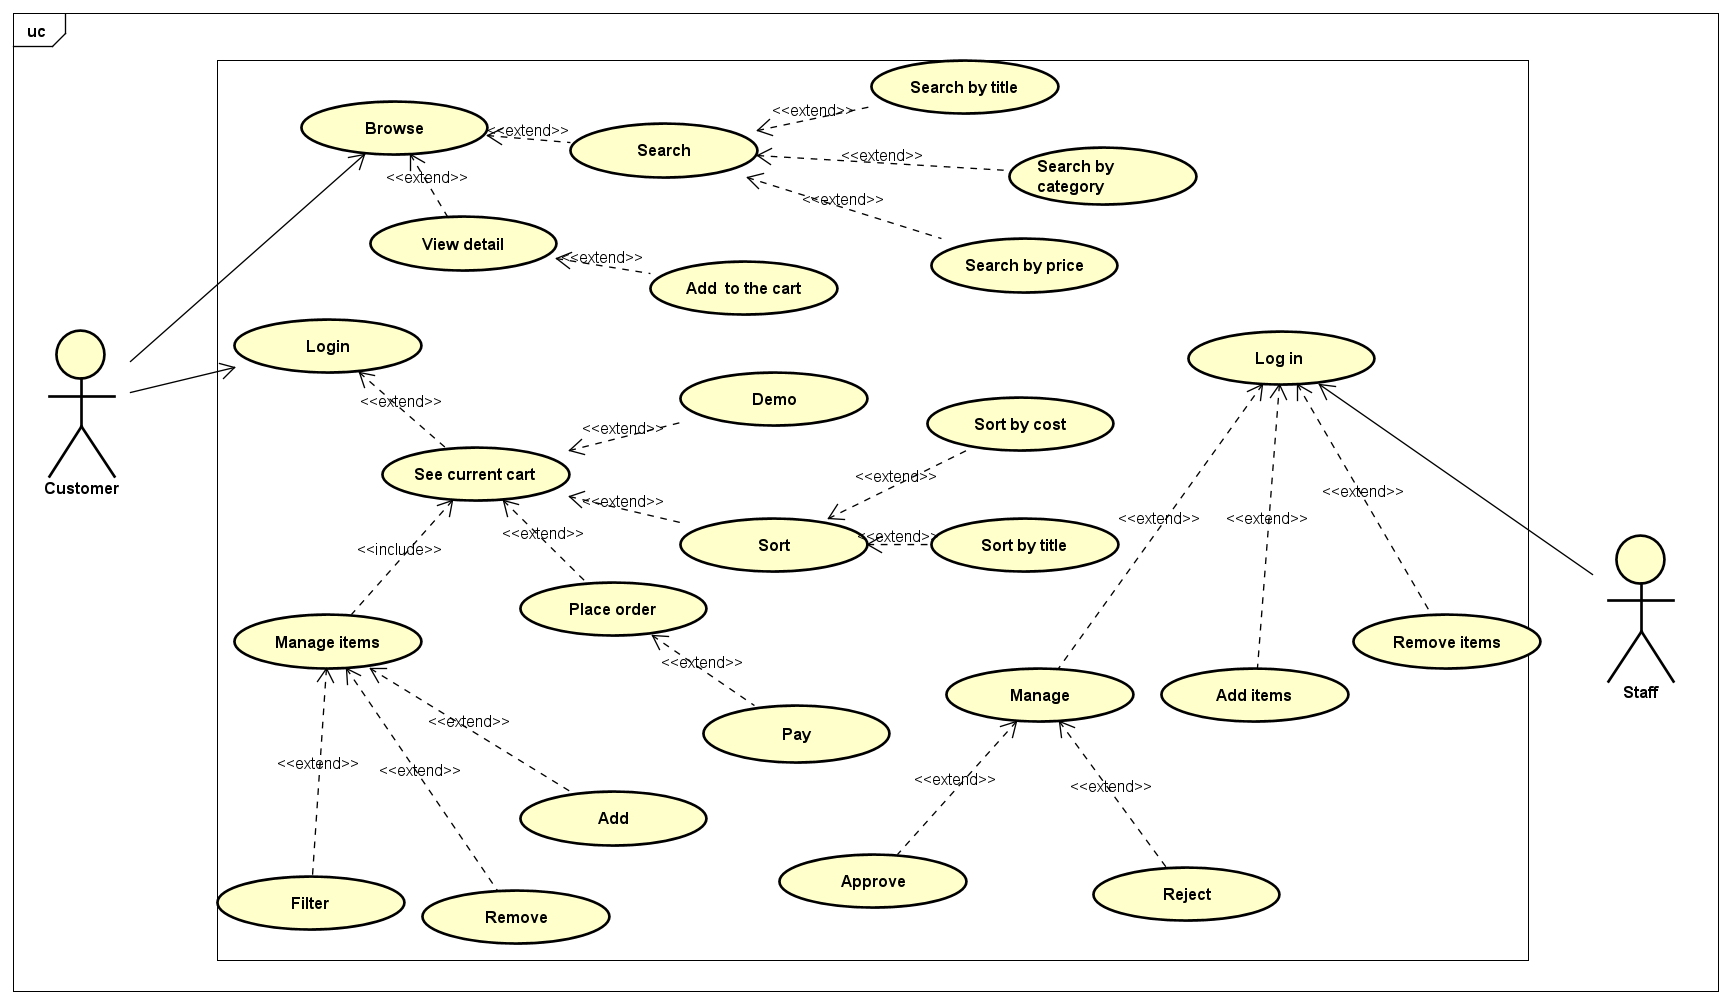 uc
Search by title
<<extend>>
Browse
<<extend>>
Search
<<extend>>
Search by
category
<<extend>>
<<extend>>
View detail
<<extend>>
Search by price
Add  to the cart
Login
Log in
<<extend>>
Demo
<<extend>>
Sort by cost
See current cart
<<extend>>
Customer
<<extend>>
<<extend>>
<<extend>>
<<extend>>
<<extend>>
<<extend>>
Sort
Sort by title
<<include>>
Place order
Manage items
Remove items
<<extend>>
Staff
Manage
Add items
<<extend>>
Pay
<<extend>>
<<extend>>
<<extend>>
<<extend>>
Add
Approve
Reject
Filter
Remove